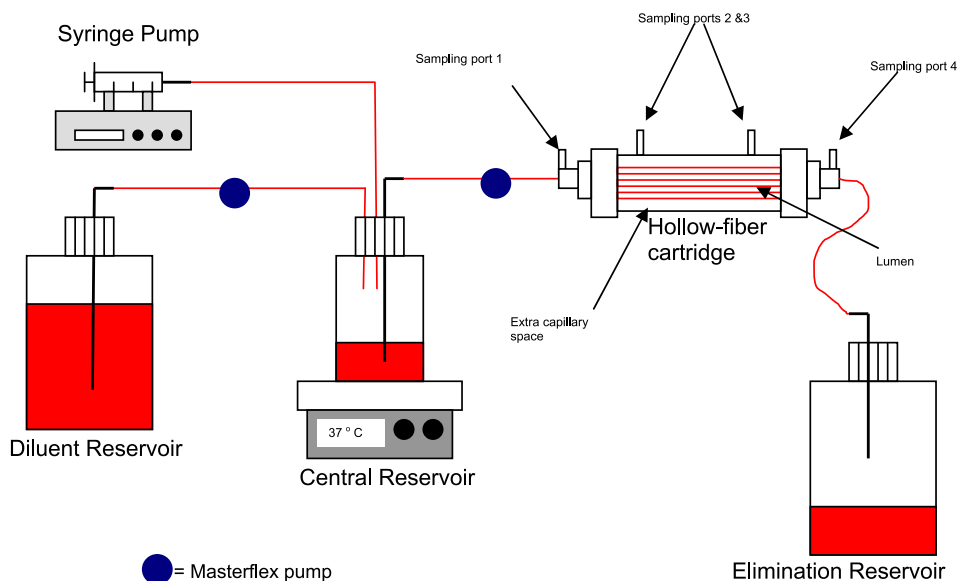 Syringe Pump
Sampling port 1
Sampling ports 2 &3
Sampling port 4
Hollow-fiber
cartridge
Lumen
Extra capillary
space
Diluent Reservoir
37 ° C
Central Reservoir
= Masterflex pump
Elimination Reservoir